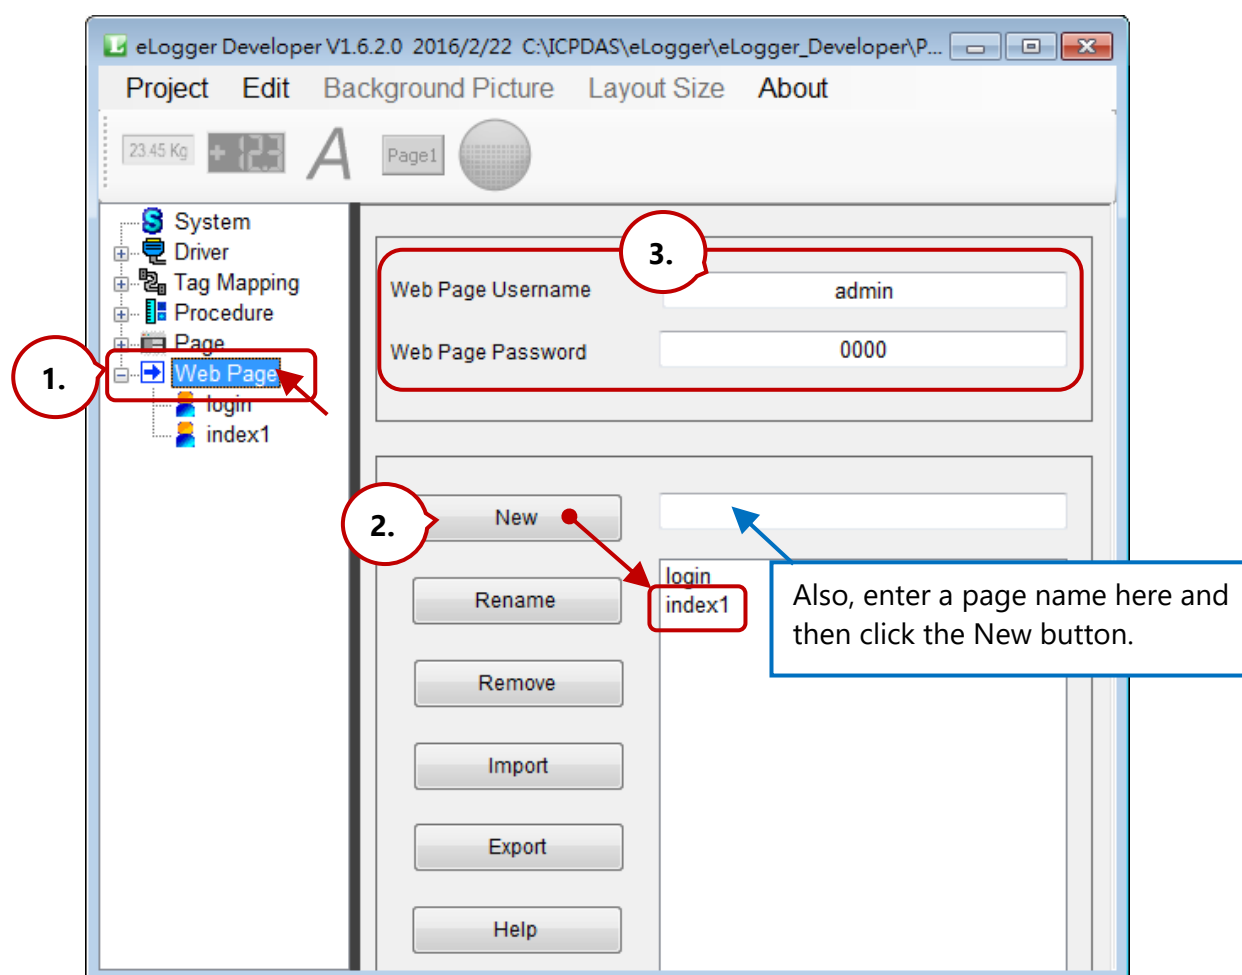 eLogger Developer V1.6.2.0 2016/2/22 C:\ICPDAS\eLogger\eLogger_Developer\P...
Project Edit Background Picture Layout Size About
23.45 Kg +12.3 A Page1
System
Driver
Tag Mapping
Procedure
Page
1.
Web Page
login
index1
3.
Web Page Username admin
Web Page Password 0000
2.
New
Rename
Remove
Import
Export
Help
login
index1
Also, enter a page name here and
then click the New button.